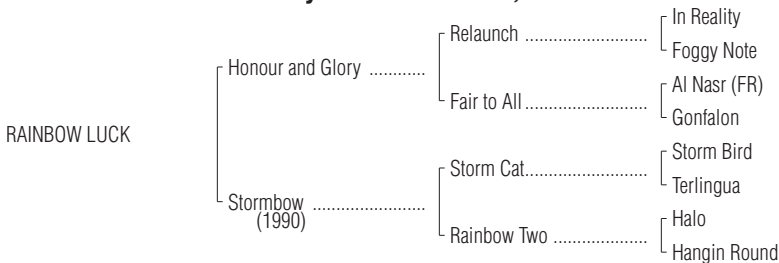 In Reality
Relaunch ........................
Foggy Note
Honour and Glory ............
Al Nasr (FR)
Fair to All ........................
Gonfalon
RAINBOW LUCK
Storm Bird
Storm Cat........................
Terlingua
Stormbow ........................
(1990)
Halo
Rainbow Two ..................
Hangin Round